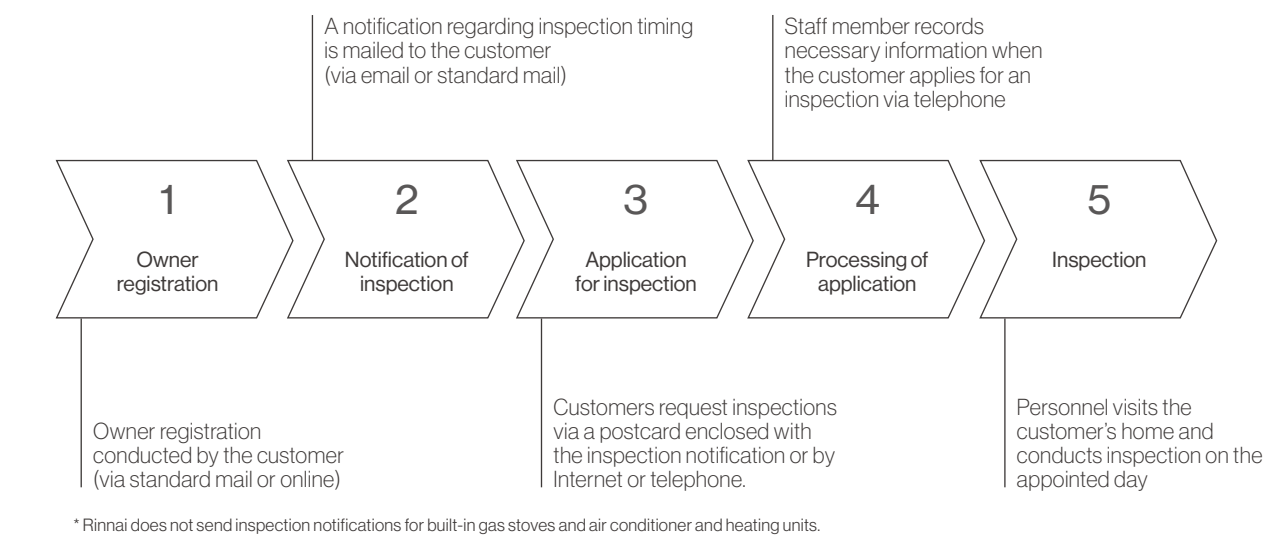 A notification regarding inspection timing
is mailed to the customer
(via email or standard mail)
Staff member records
necessary information when
the customer applies for an
inspection via telephone
1
Owner
registration
2
Notification of
inspection
3
Application
for inspection
4
Processing of
application
5
Inspection
Owner registration
conducted by the customer
(via standard mail or online)
Customers request inspections
via a postcard enclosed with
the inspection notification or by
Internet or telephone.
Personnel visits the
customer's home and
conducts inspection on the
appointed day
* Rinnai does not send inspection notifications for built-in gas stoves and air conditioner and heating units.